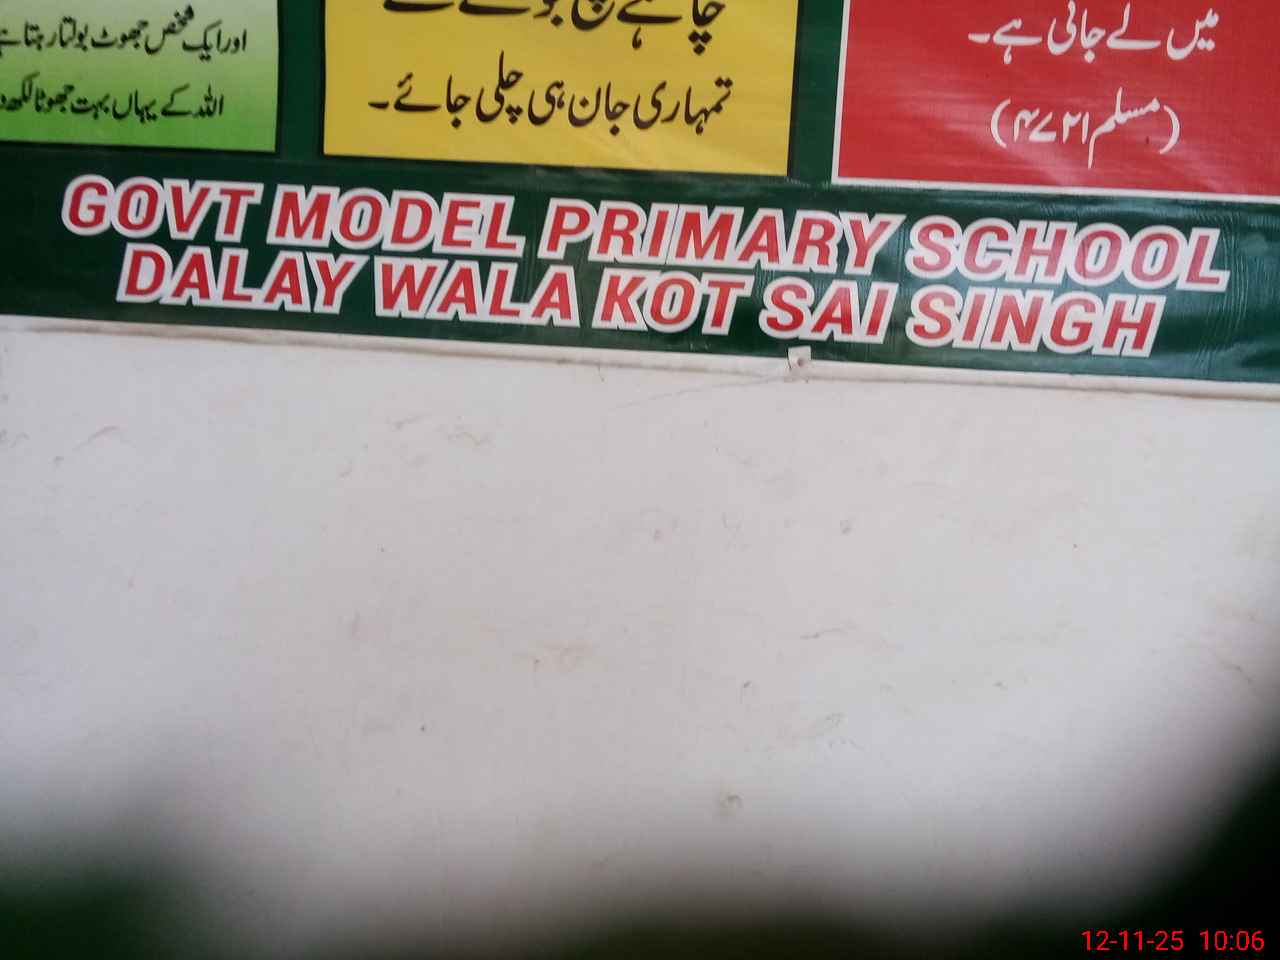 اور ایک شخص جھوٹ بولتا رہتا ہے
اللہ کے یہاں بہت جھوٹا لکھ د
چاہے سچ بولنے سے
تمہاری جان ہی چلی جائے۔
میں لے جاتی ہے۔
(مسلم ۴۷۲۱)
GOVT MODEL PRIMARY SCHOOL
DALAY WALA KOT SAI SINGH
12-11-25 10:06